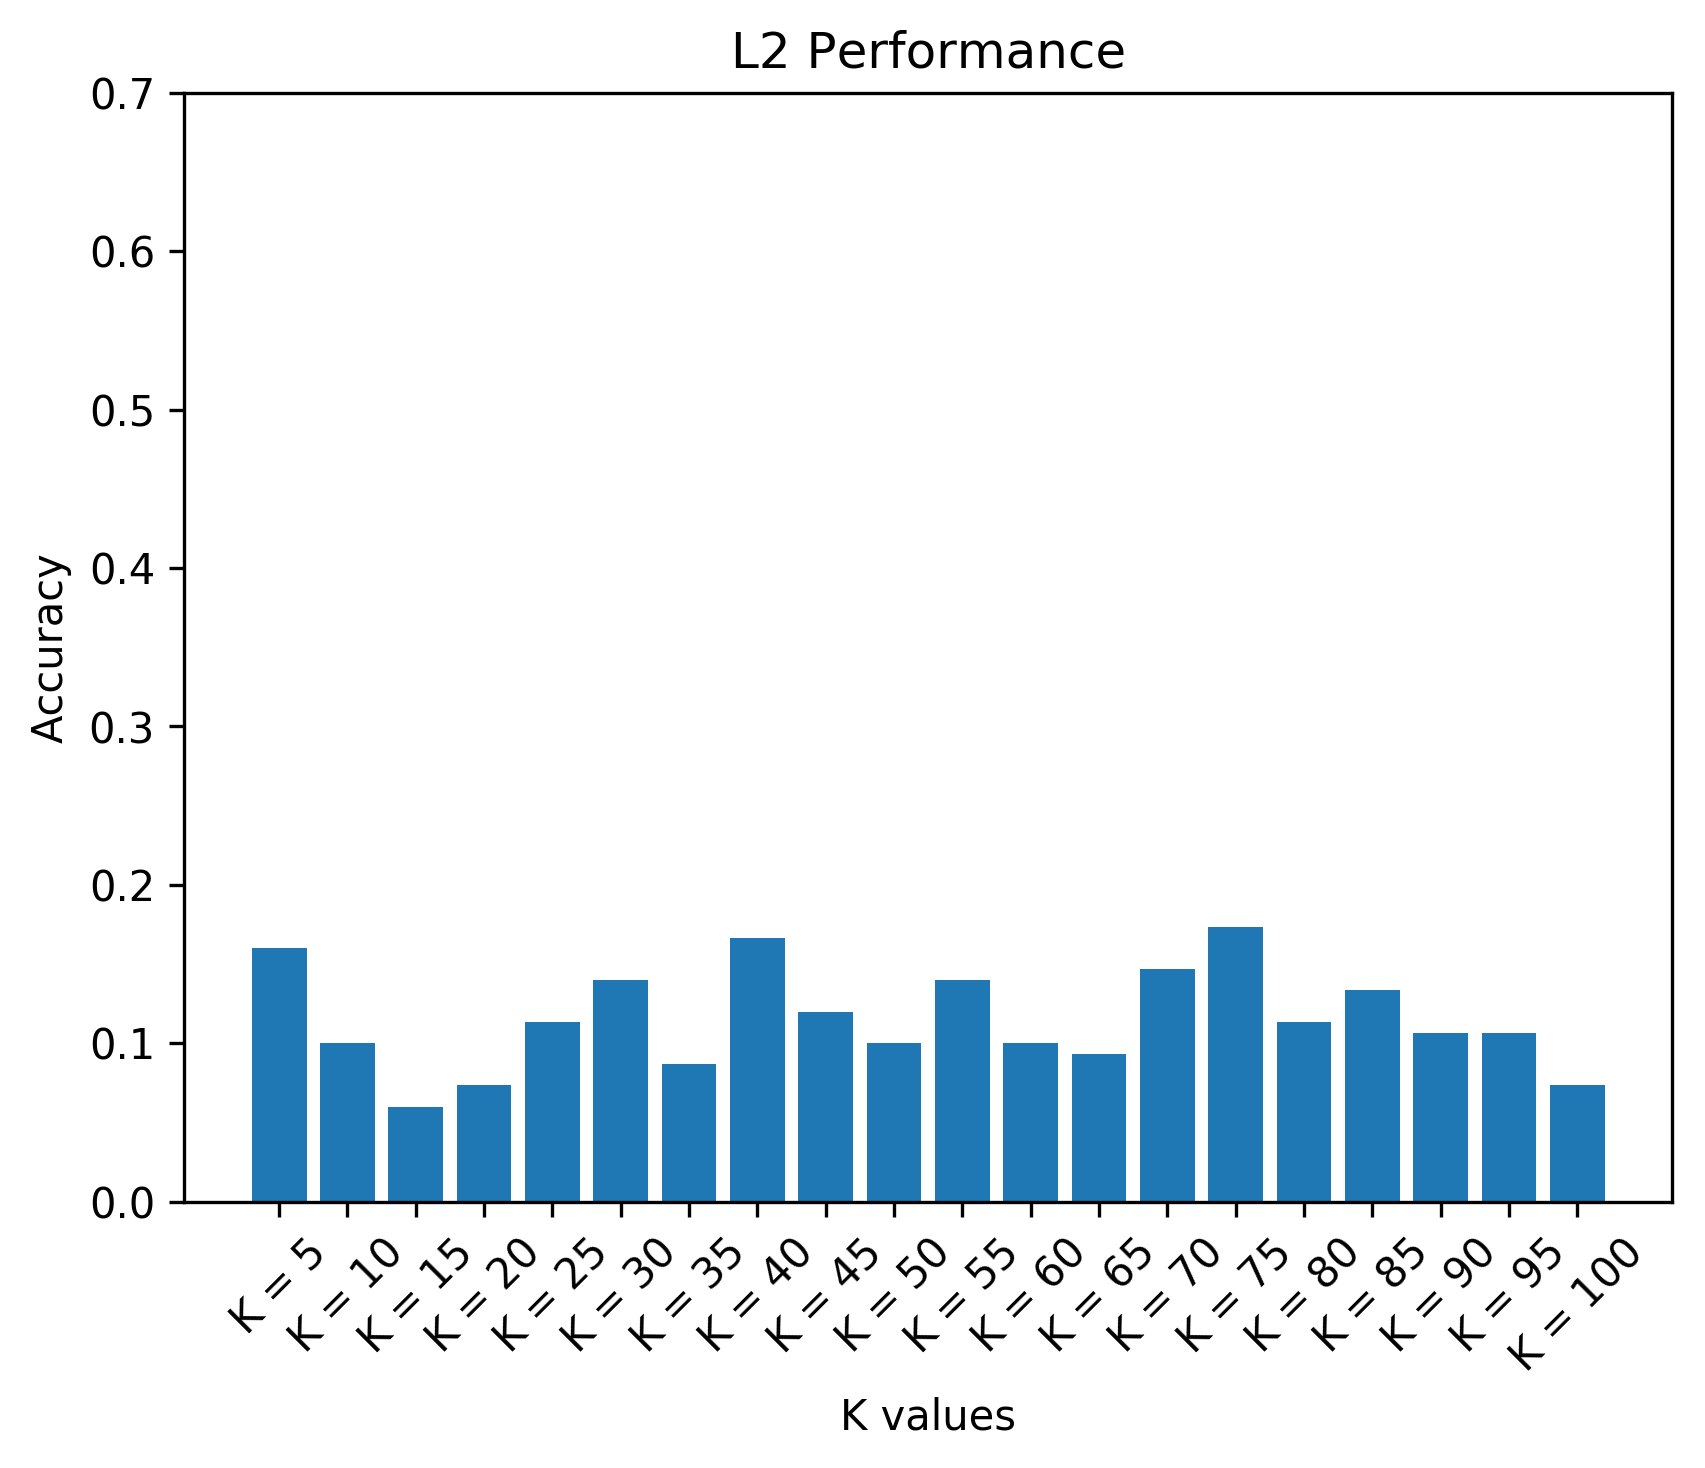 L2 Performance
0.7
0.6
0.5
0.4
0.3
0.2
0.1
0.0
Accuracy
K = 5
K = 10
K = 15
K = 20
K = 25
K = 30
K = 35
K = 40
K = 45
K = 50
K = 55
K = 60
K = 65
K = 70
K = 75
K = 80
K = 85
K = 90
K = 95
K = 100
K values